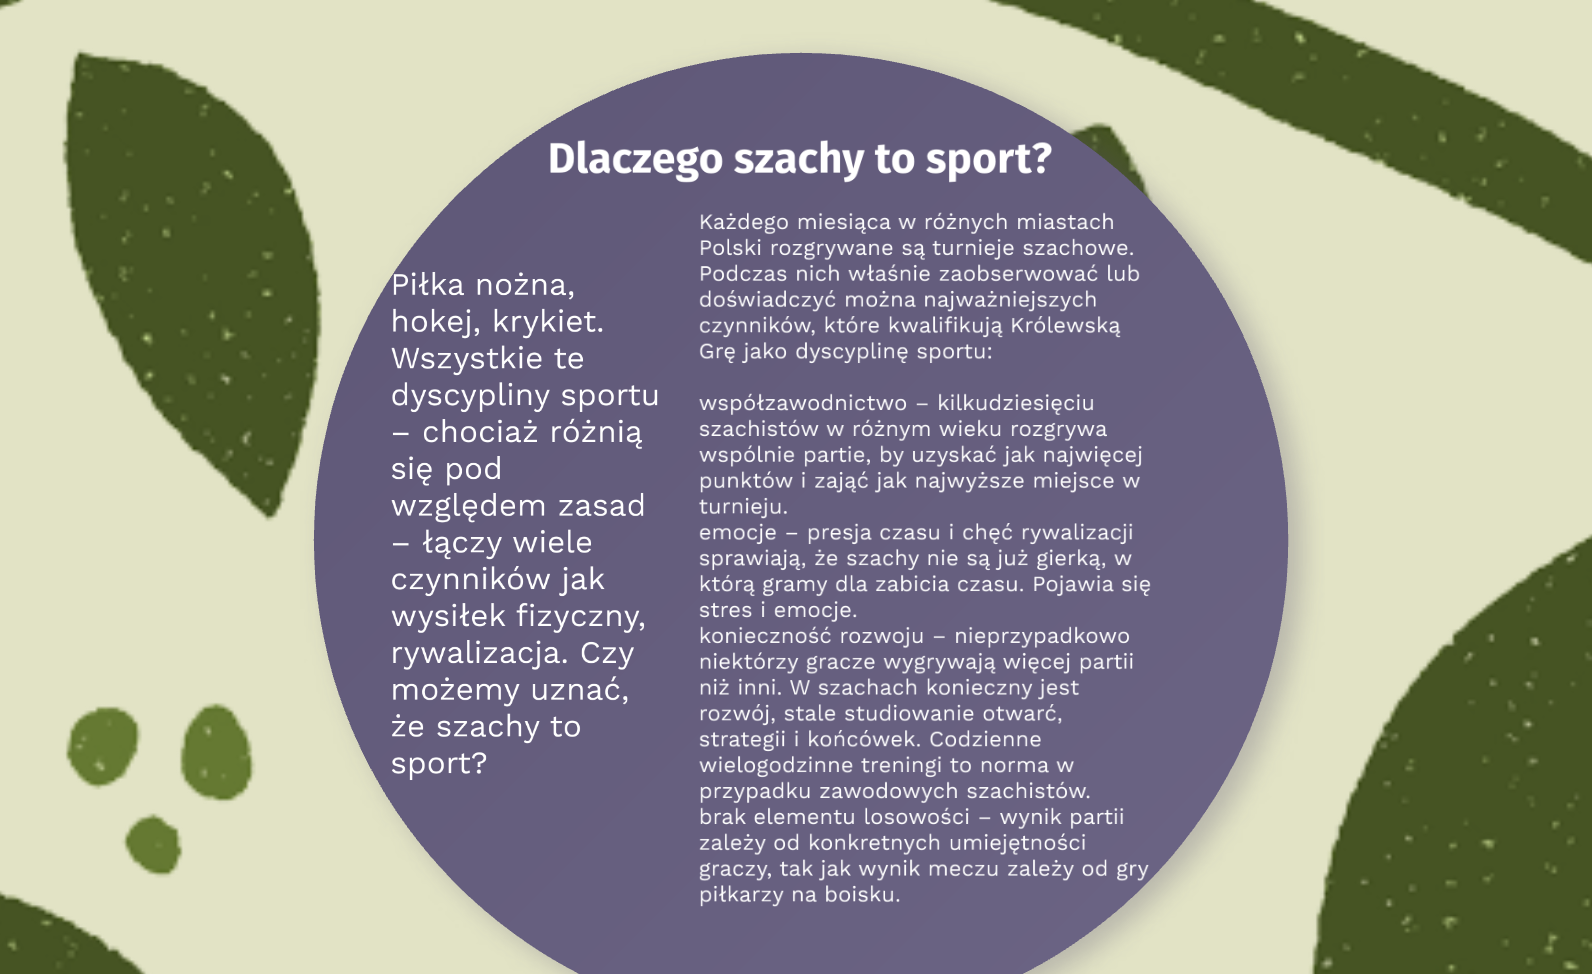 Dlaczego szachy to sport?
Piłka nożna,
hokej, krykiet.
Wszystkie te
dyscypliny sportu
– chociaż różnią
się pod
względem zasad
– łączy wiele
czynników jak
wysiłek fizyczny,
rywalizacja. Czy
możemy uznać,
że szachy to
sport?
Każdego miesiąca w różnych miastach
Polski rozgrywane są turnieje szachowe.
Podczas nich właśnie zaobserwować lub
doświadczyć można najważniejszych
czynników, które kwalifikują Królewską
Grę jako dyscyplinę sportu:
współzawodnictwo – kilkudziesięciu
szachistów w różnym wieku rozgrywa
wspólnie partie, by uzyskać jak najwięcej
punktów i zająć jak najwyższe miejsce w
turnieju.
emocje – presja czasu i chęć rywalizacji
sprawiają, że szachy nie są już gierką, w
którą gramy dla zabicia czasu. Pojawia się
stres i emocje.
konieczność rozwoju – nieprzypadkowo
niektórzy gracze wygrywają więcej partii
niż inni. W szachach konieczny jest
rozwój, stale studiowanie otwarć,
strategii i końcówek. Codzienne
wielogodzinne treningi to norma w
przypadku zawodowych szachistów.
brak elementu losowości – wynik partii
zależy od konkretnych umiejętności
graczy, tak jak wynik meczu zależy od gry
piłkarzy na boisku.